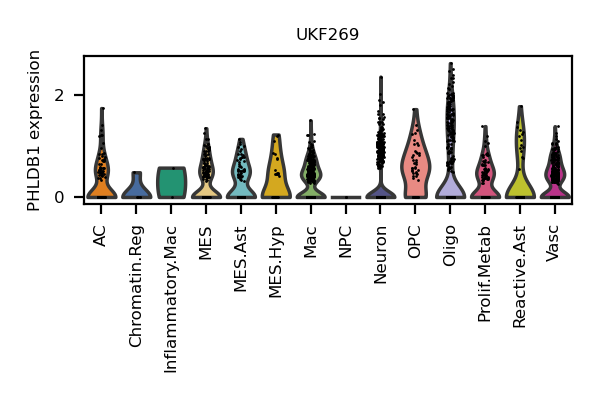 UKF269
PHLDB1 expression
2
0
AC
Chromatin.Reg
Inflammatory.Mac
MES
MES.Ast
MES.Hyp
Mac
NPC
Neuron
OPC
Oligo
Prolif.Metab
Reactive.Ast
Vasc